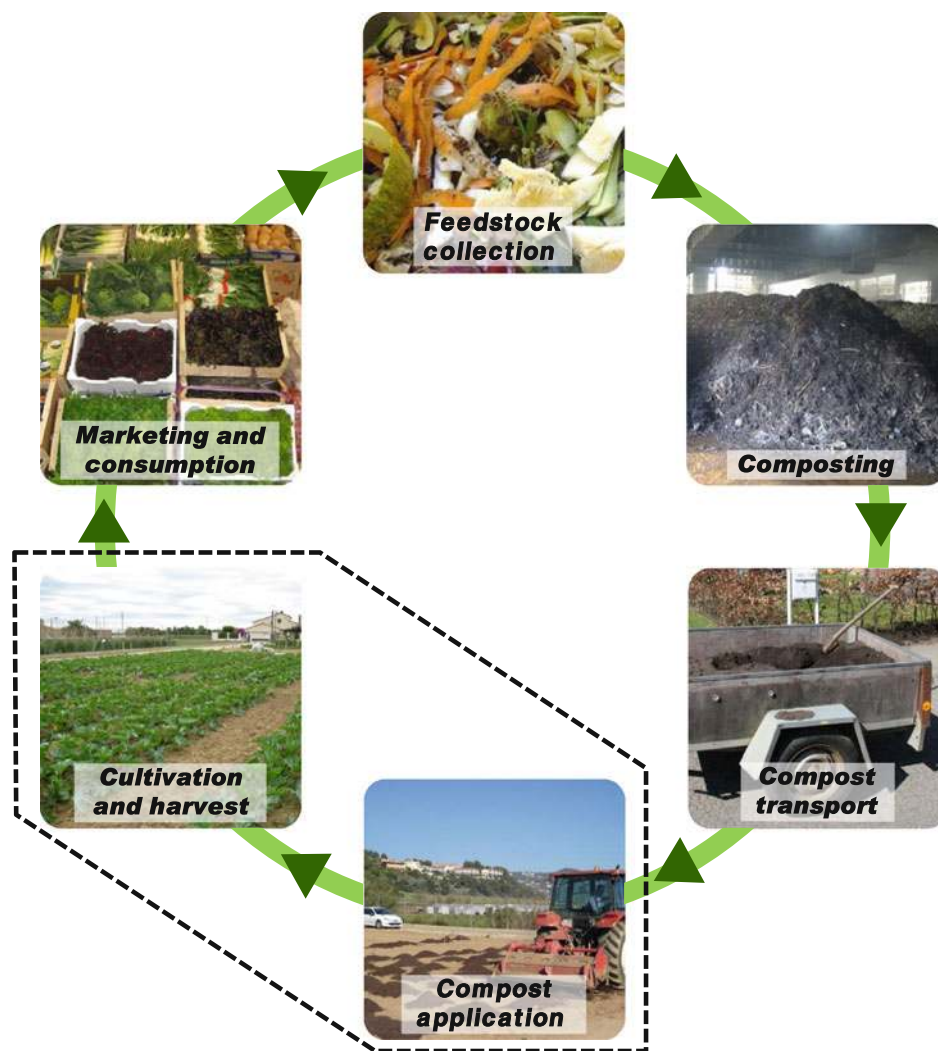 Feedstock
collection
Composting
Compost
transport
Compost
application
Cultivation
and harvest
Marketing and
consumption